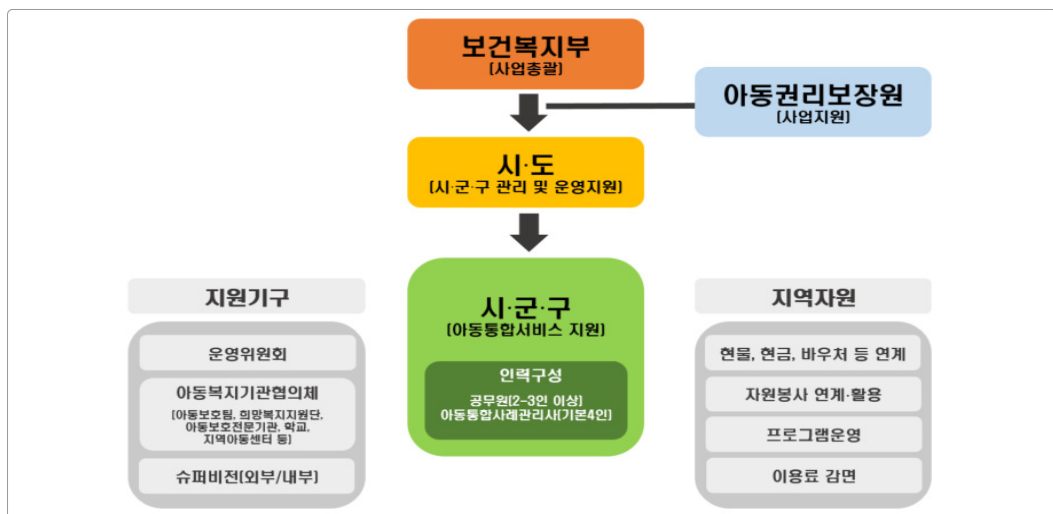 보건복지부
[사업총괄]
아동권리보장원
[사업지원]
시·도
[시·군·구 관리 및 운영지원]
시·군·구
[아동통합서비스 지원]
인력구성
공무원[2-3인 이상]
아동통합사례관리사[기본4인]
지원기구
운영위원회
아동복지기관협의체
[아동보호팀, 희망복지지원단,
아동보호전문기관, 학교,
지역아동센터 등]
슈퍼비전[외부/내부]
지역자원
현물, 현금, 바우처 등 연계
자원봉사 연계·활용
프로그램운영
이용료 감면